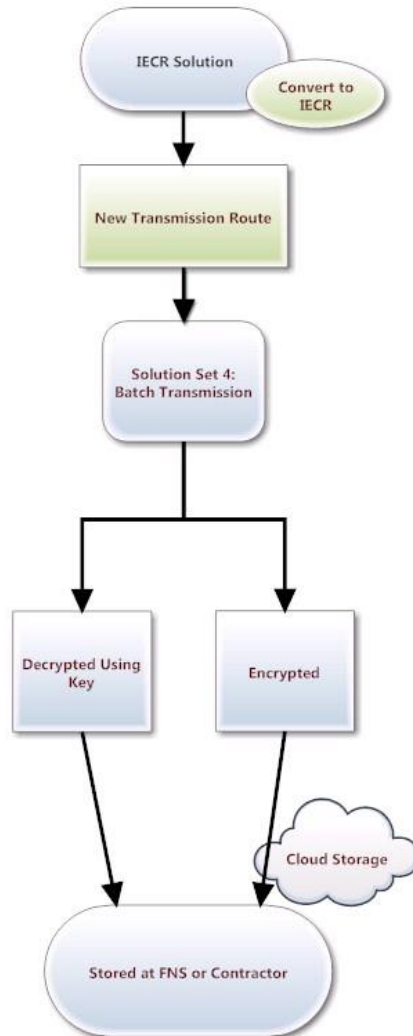 IECR Solution
Convert to
IECR
New Transmission Route
Solution Set 4:
Batch Transmission
Decrypted Using
Key
Encrypted
Cloud Storage
Stored at FNS or Contractor